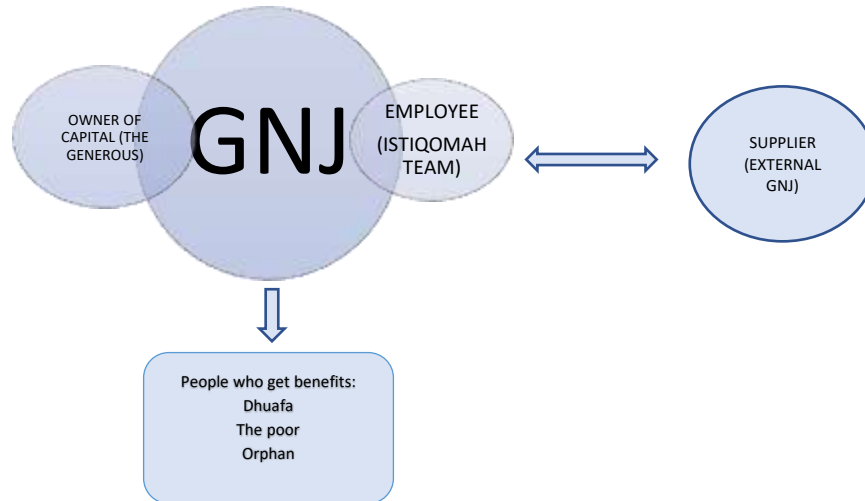 OWNER OF
CAPITAL (THE
GENEROUS)
GNJ
EMPLOYEE
(ISTIQOMAH
TEAM)
SUPPLIER
(EXTERNAL
GNJ)
People who get benefits:
Dhuafa
The poor
Orphan